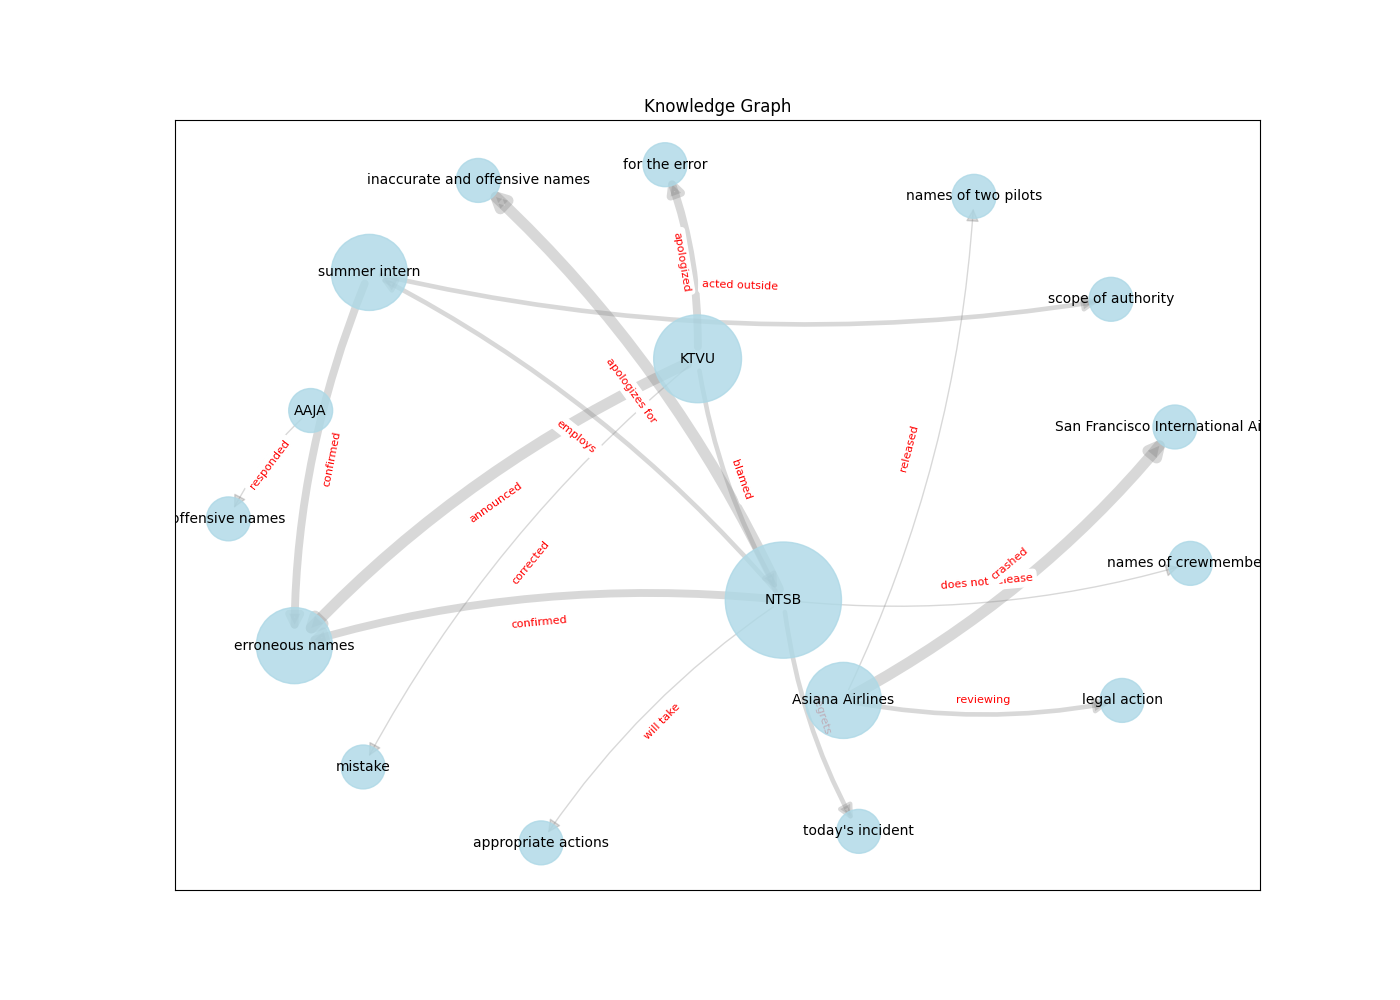 Knowledge Graph
for the error
inaccurate and offensive names
names of two pilots
apologized
summer intern
acted outside
scope of authority
KTVU
apologizes for
AAJA
San Francisco International Ai
employs
confirmed
released
responded
blamed
announced
offensive names
corrected
crashed
names of crewmembe
does not
NTSB
confirmed
erroneous names
Asiana Airlines
reviewing
legal action
will take
mistake
today's incident
appropriate actions